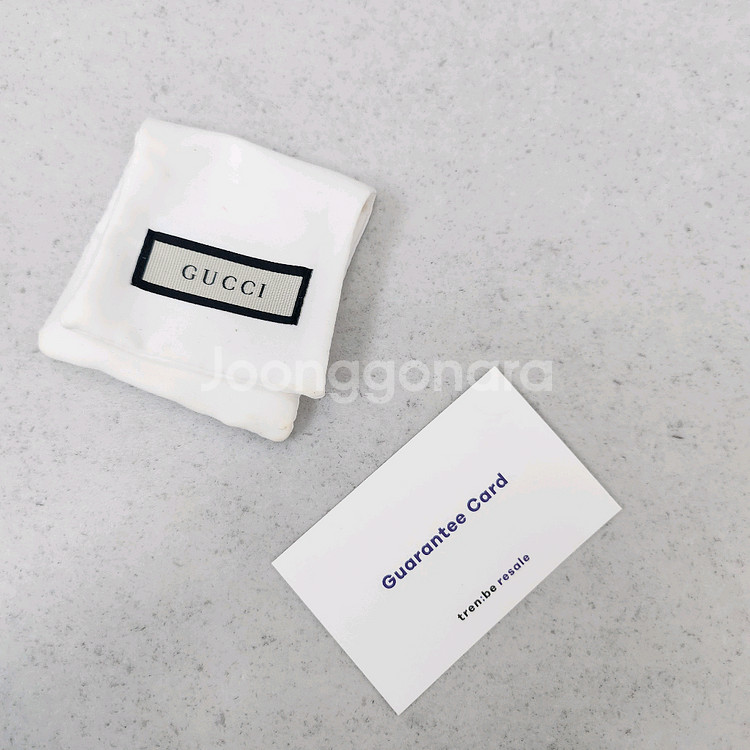 GUCCI
Joonggonara
Guarantee Card
tren:be resale